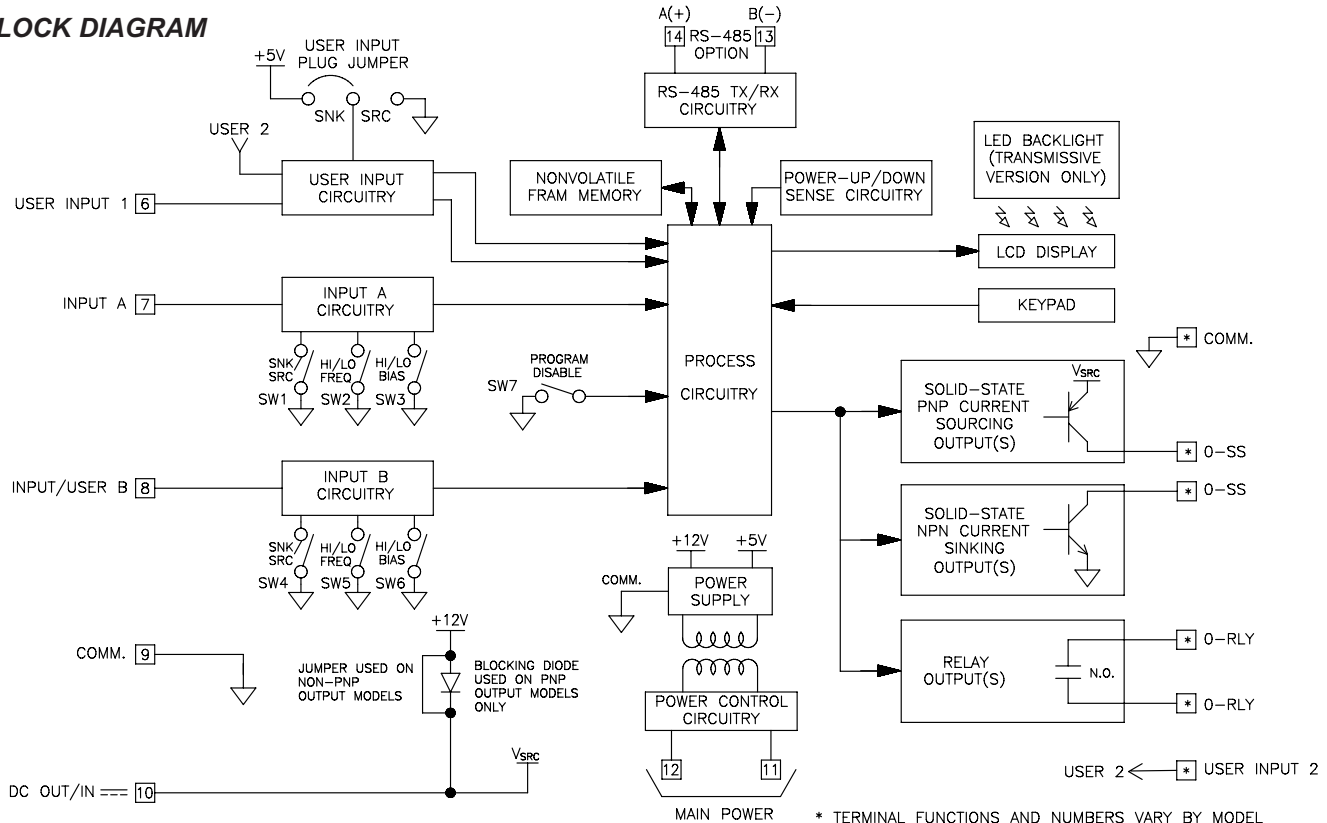 LOCK DIAGRAM
A(+)
B(-)
14
RS-485
OPTION
13
RS-485 TX/RX
CIRCUITRY
USER INPUT
PLUG JUMPER
+5V
SNK
SRC
USER 2
USER INPUT
CIRCUITRY
USER INPUT 1
6
NONVOLATILE
FRAM MEMORY
POWER-UP/DOWN
SENSE CIRCUITRY
LED BACKLIGHT
(TRANSMISSIVE
VERSION ONLY)
LCD DISPLAY
KEYPAD
INPUT A
7
INPUT A
CIRCUITRY
SNK
SRC
SW1
HI/LO
FREQ
SW2
HI/LO
BIAS
SW3
PROGRAM
DISABLE
SW7
PROCESS
CIRCUITRY
* COMM.
SOLID-STATE
PNP CURRENT
SOURCING
OUTPUT(S)
VSRC
* O-SS
INPUT/USER B
8
INPUT B
CIRCUITRY
SNK
SRC
SW4
HI/LO
FREQ
SW5
HI/LO
BIAS
SW6
SOLID-STATE
NPN CURRENT
SINKING
OUTPUT(S)
* O-SS
+12V
+5V
COMM.
POWER
SUPPLY
POWER CONTROL
CIRCUITRY
12
11
MAIN POWER
RELAY
OUTPUT(S)
N.O.
* O-RLY
* O-RLY
COMM.
9
+12V
JUMPER USED ON
NON-PNP
OUTPUT MODELS
BLOCKING DIODE
USED ON PNP
OUTPUT MODELS
ONLY
VSRC
DC OUT/IN
10
USER 2
* USER INPUT 2
* TERMINAL FUNCTIONS AND NUMBERS VARY BY MODEL